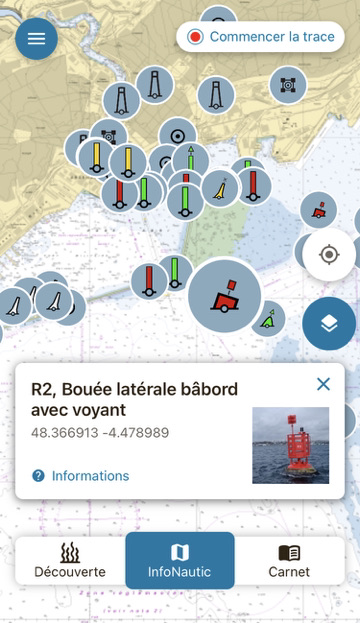 Commencer la trace
R2, Bouée latérale bâbord
avec voyant
48.366913 -4.478989
? Informations
Découverte
InfoNautic
Carnet